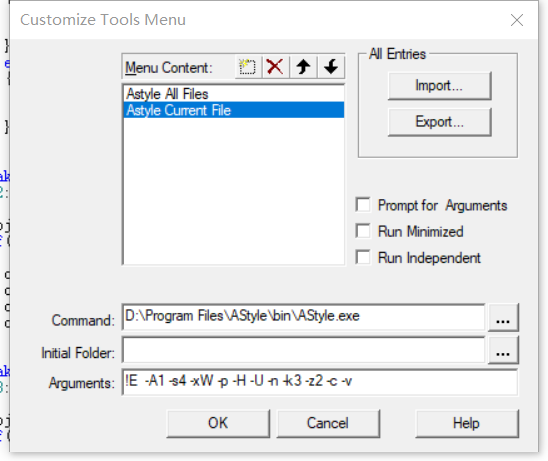 Customize Tools Menu
Menu Content:
All Entries
Astyle All Files
Astyle Current File
Import...
Export...
Prompt for Arguments
Run Minimized
Run Independent
Command: D:\Program Files\AStyle\bin\AStyle.exe ...
Initial Folder: ...
Arguments: !E -A1 -s4 -xW -p -H -U -n -k3 -z2 -c -v
OK Cancel Help